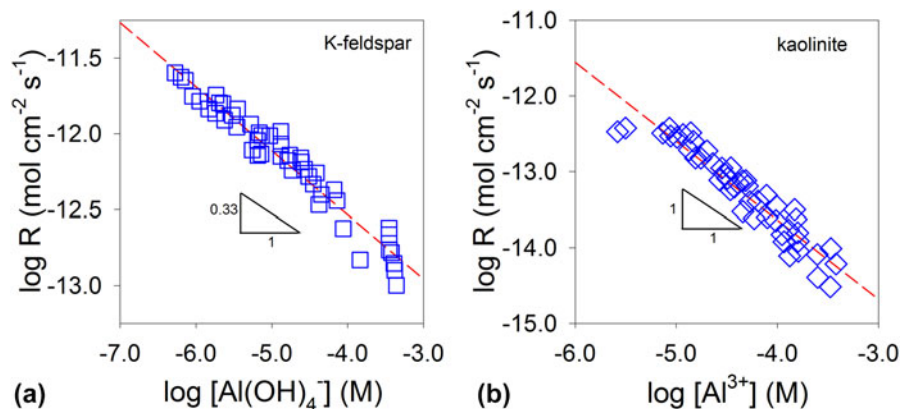 K-feldspar
log R (mol cm⁻² s⁻¹)
-11.5
-12.0
-12.5
-13.0
0.33
1
-7.0 -6.0 -5.0 -4.0 -3.0
(a) log [Al(OH)₄⁻] (M)
kaolinite
log R (mol cm⁻² s⁻¹)
-11.0
-12.0
-13.0
-14.0
-15.0
1
1
-6.0 -5.0 -4.0 -3.0
(b) log [Al³⁺] (M)